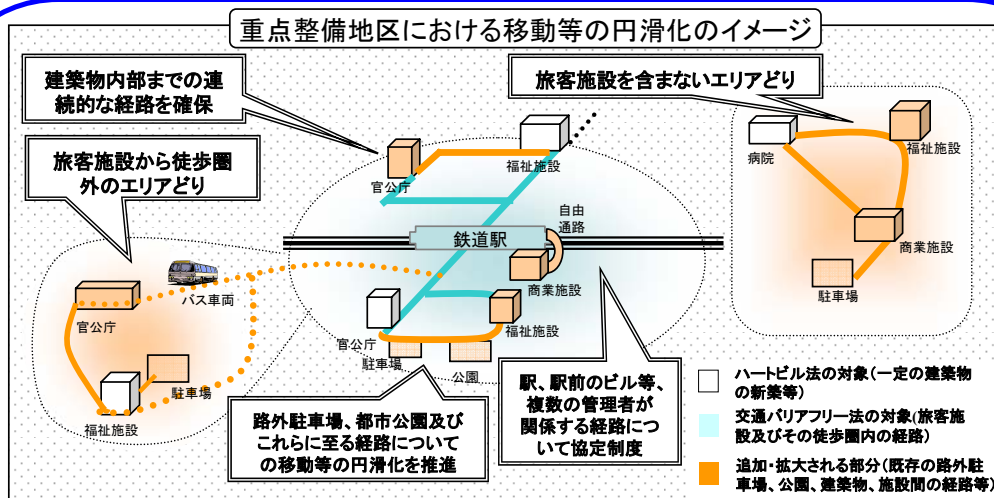 重点整備地区における移動等の円滑化のイメージ
建築物内部までの連
続的な経路を確保
旅客施設を含まないエリアどり
旅客施設から徒歩圏
外のエリアどり
官公庁
福祉施設
病院
福祉施設
自由
通路
鉄道駅
商業施設
商業施設
駐車場
バス車両
官公庁
福祉施設
駐車場
官公庁
駐車場
公園
福祉施設
路外駐車場、都市公園及び
これらに至る経路について
の移動等の円滑化を推進
駅、駅前のビル等、
複数の管理者が
関係する経路につ
いて協定制度
ハートビル法の対象(一定の建築物
の新築等)
交通バリアフリー法の対象(旅客施
設及びその徒歩圏内の経路)
追加・拡大される部分(既存の路外駐
車場、公園、建築物、施設間の経路等)